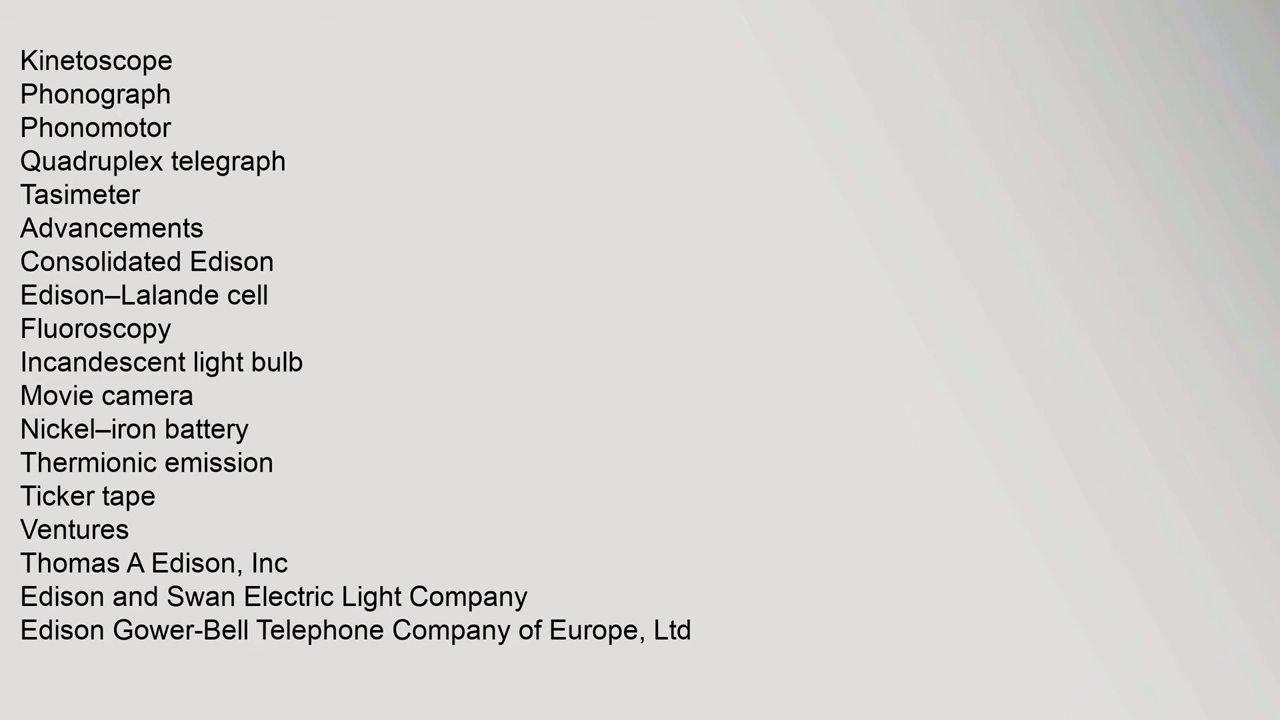 Kinetoscope
Phonograph
Phonomotor
Quadruplex telegraph
Tasimeter
Advancements
Consolidated Edison
Edison–Lalande cell
Fluoroscopy
Incandescent light bulb
Movie camera
Nickel–iron battery
Thermionic emission
Ticker tape
Ventures
Thomas A Edison, Inc
Edison and Swan Electric Light Company
Edison Gower-Bell Telephone Company of Europe, Ltd